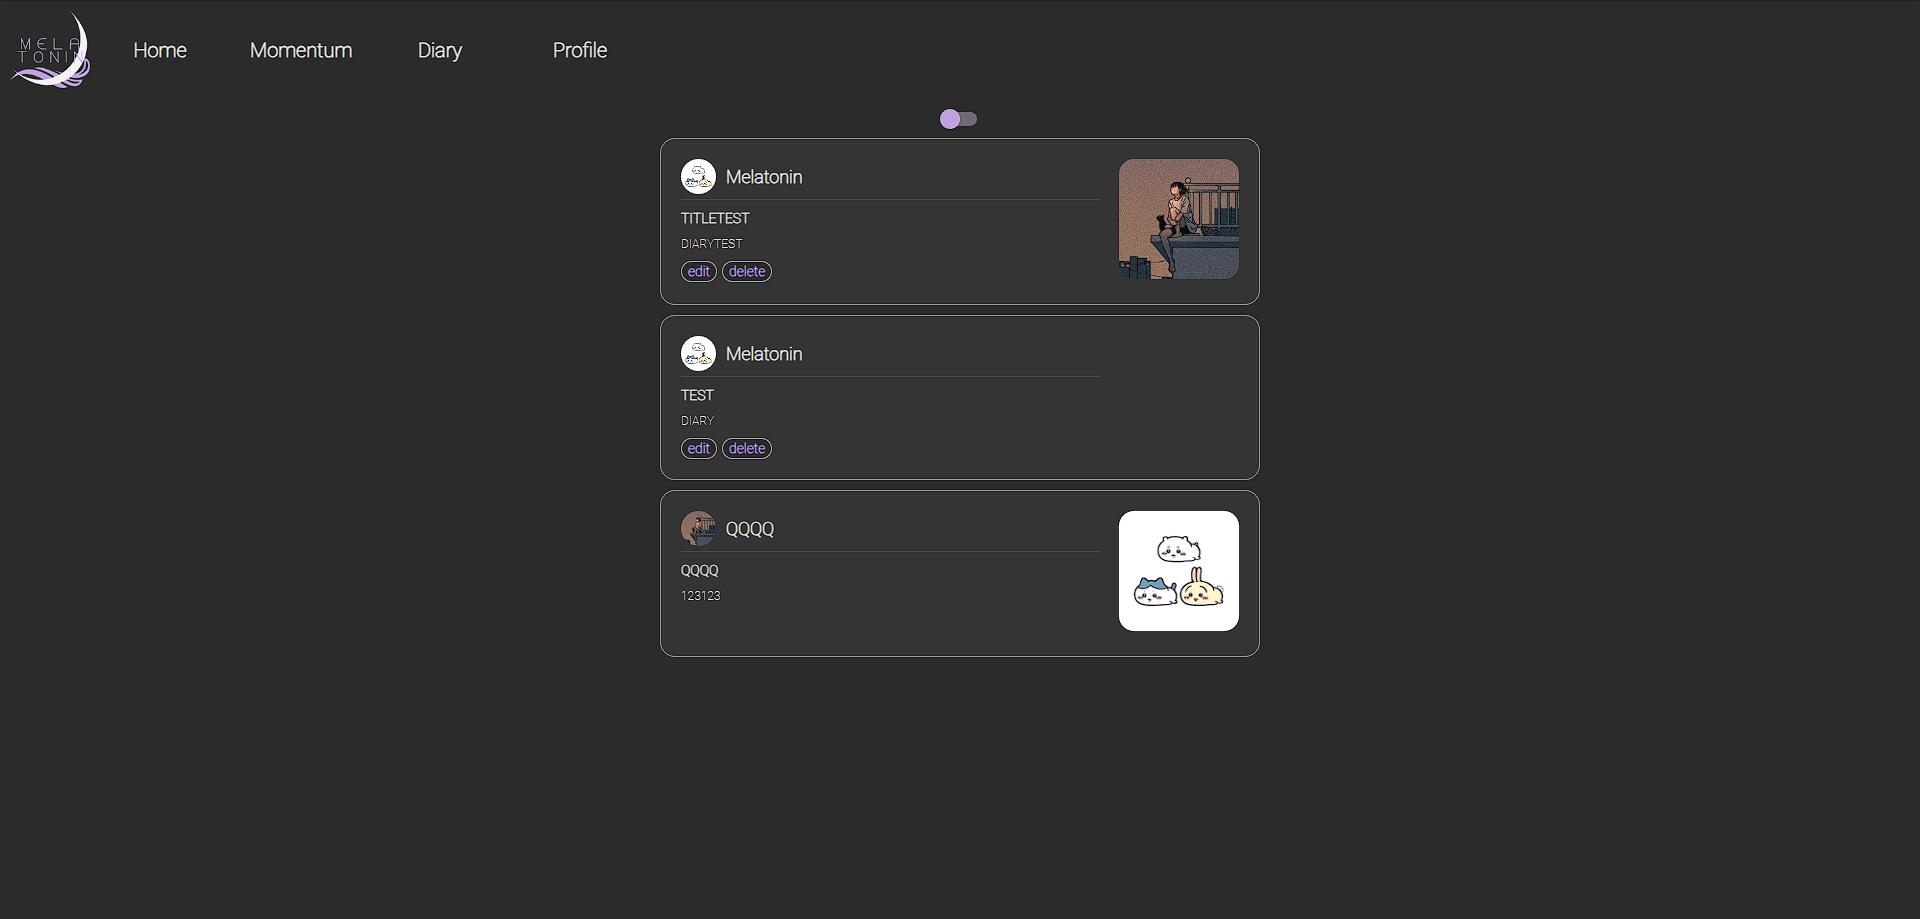 MELA
TONIN
Home Momentum Diary Profile
Melatonin
TITLETEST
DIARYTEST
edit delete
Melatonin
TEST
DIARY
edit delete
QQQQ
QQQQ
123123